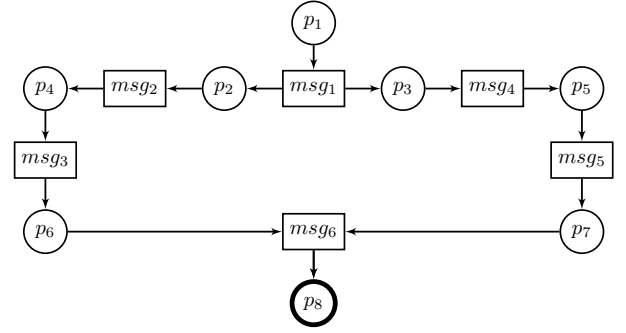 p₁
p₄ msg₂ p₂ msg₁ p₃ msg₄ p₅
msg₃ msg₅
p₆ msg₆ p₇
p₈